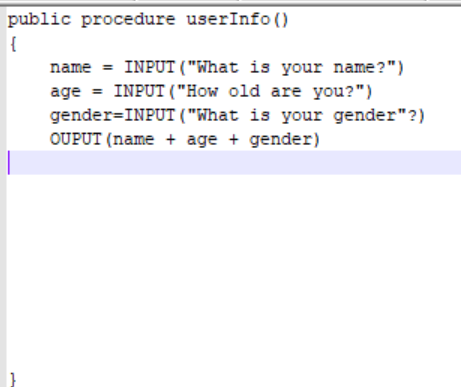 public procedure userInfo()
{
name = INPUT("What is your name?")
age = INPUT("How old are you?")
gender=INPUT("What is your gender"?)
OUPUT(name + age + gender)
}